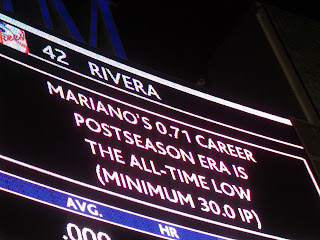 42 RIVERA
MARIANO'S 0.71 CAREER
POSTSEASON ERA IS
THE ALL-TIME LOW
(MINIMUM 30.0 IP)
AVG. HR
.000